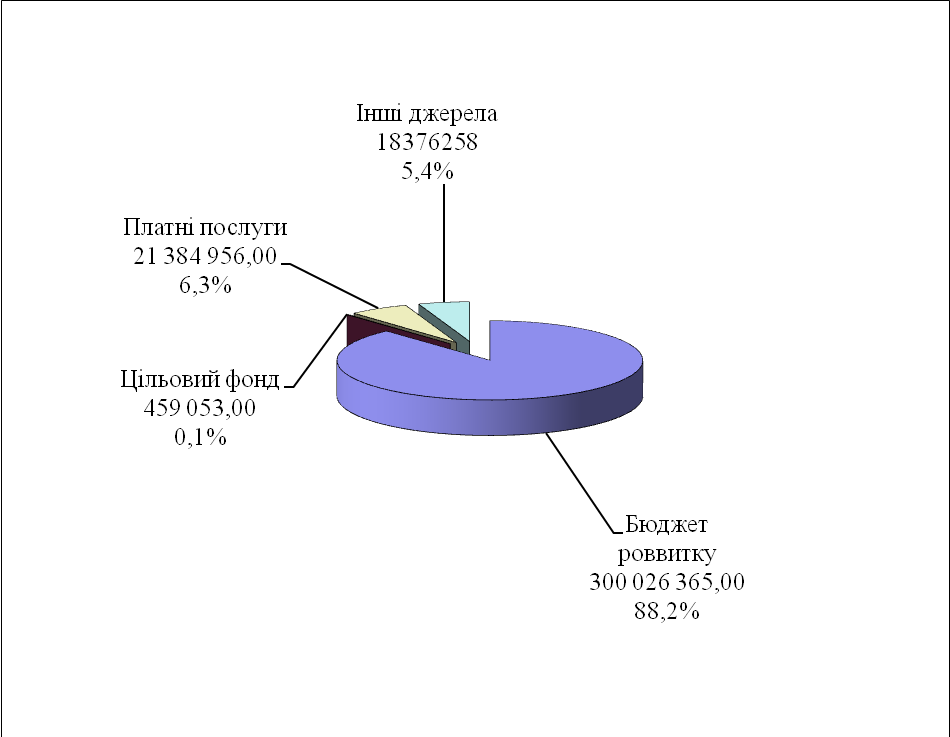 Інші джерела
18376258
5,4%
Платні послуги
21 384 956,00
6,3%
Цільовий фонд
459 053,00
0,1%
Бюджет
роввитку
300 026 365,00
88,2%